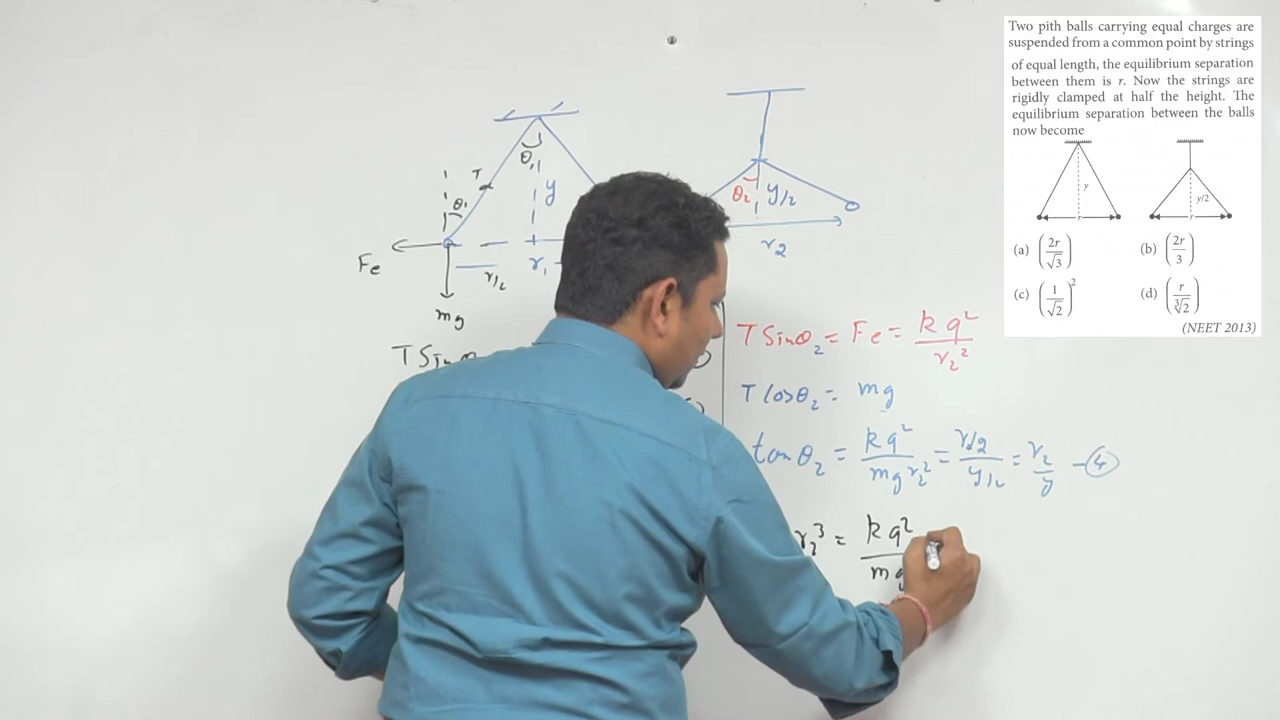 Two pith balls carrying equal charges are
suspended from a common point by strings
of equal length, the equilibrium separation
between them is r. Now the strings are
rigidly clamped at half the height. The
equilibrium separation between the balls
now become
y
r
y/2
r
(a) (2r/√3)
(b) (2r/3)
(c) (1/√2)²
(d) (r/∛2)
(NEET 2013)
θ₁
T
θ₁
y
Fe
r/2
r₁
mg
θ₂
y/2
r₂
T Sin
T Sinθ₂ = Fe = kq²/r₂²
T cosθ₂ = mg
tanθ₂ = kq²/mg r₂² = r₂/2 / y/2 = r₂/y - ④
r₂³ = kq²/mg